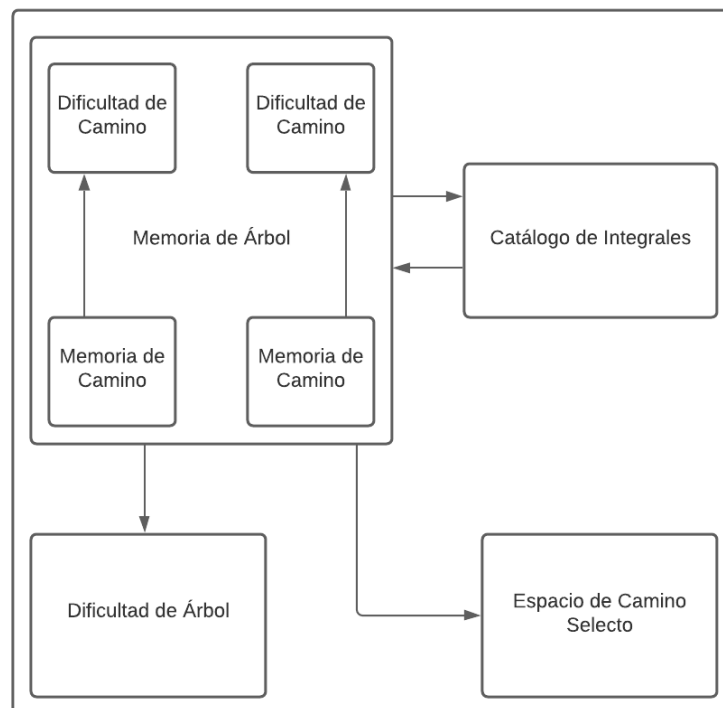 Dificultad de
Camino
Dificultad de
Camino
Memoria de Árbol
Catálogo de Integrales
Memoria de
Camino
Memoria de
Camino
Dificultad de Árbol
Espacio de Camino
Selecto